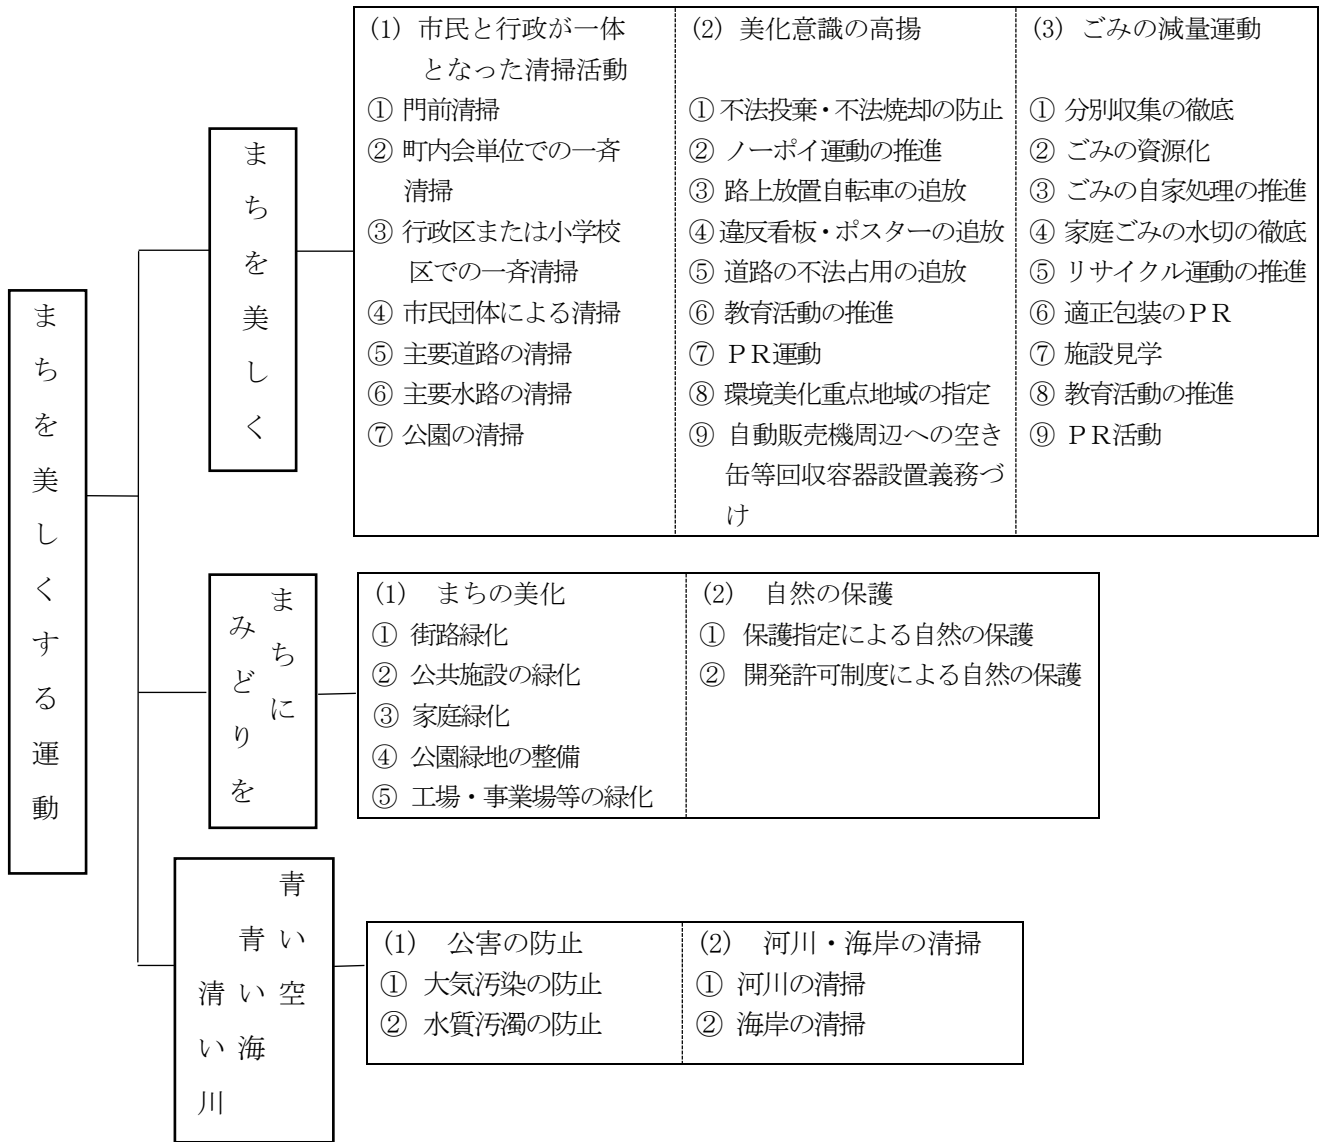 まちを美しくする運動
まちを美しく
(1) 市民と行政が一体
となった清掃活動
① 門前清掃
② 町内会単位での一斉
清掃
③ 行政区または小学校
区での一斉清掃
④ 市民団体による清掃
⑤ 主要道路の清掃
⑥ 主要水路の清掃
⑦ 公園の清掃
(2) 美化意識の高揚
① 不法投棄・不法焼却の防止
② ノーポイ運動の推進
③ 路上放置自転車の追放
④ 違反看板・ポスターの追放
⑤ 道路の不法占用の追放
⑥ 教育活動の推進
⑦ ＰＲ運動
⑧ 環境美化重点地域の指定
⑨ 自動販売機周辺への空き
缶等回収容器設置義務づ
け
(3) ごみの減量運動
① 分別収集の徹底
② ごみの資源化
③ ごみの自家処理の推進
④ 家庭ごみの水切の徹底
⑤ リサイクル運動の推進
⑥ 適正包装のＰＲ
⑦ 施設見学
⑧ 教育活動の推進
⑨ ＰＲ活動
まちに
みどりを
(1) まちの美化
① 街路緑化
② 公共施設の緑化
③ 家庭緑化
④ 公園緑地の整備
⑤ 工場・事業場等の緑化
(2) 自然の保護
① 保護指定による自然の保護
② 開発許可制度による自然の保護
青い空
青い海
清い川
(1) 公害の防止
① 大気汚染の防止
② 水質汚濁の防止
(2) 河川・海岸の清掃
① 河川の清掃
② 海岸の清掃